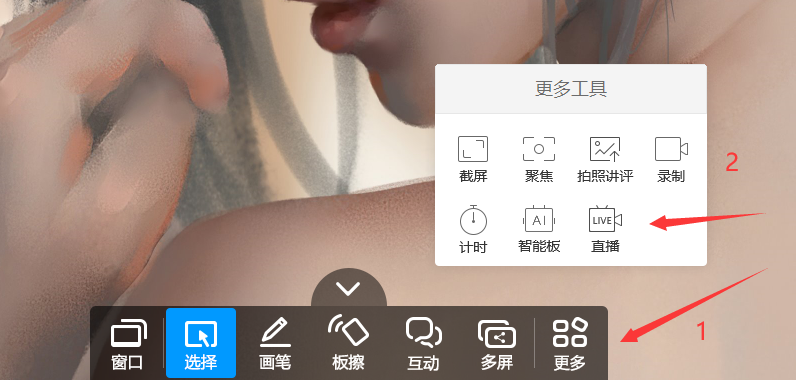 更多工具
截屏 聚焦 拍照讲评 录制
2
AI LIVE
计时 智能板 直播
1
窗口 选择 画笔 板擦 互动 多屏 更多